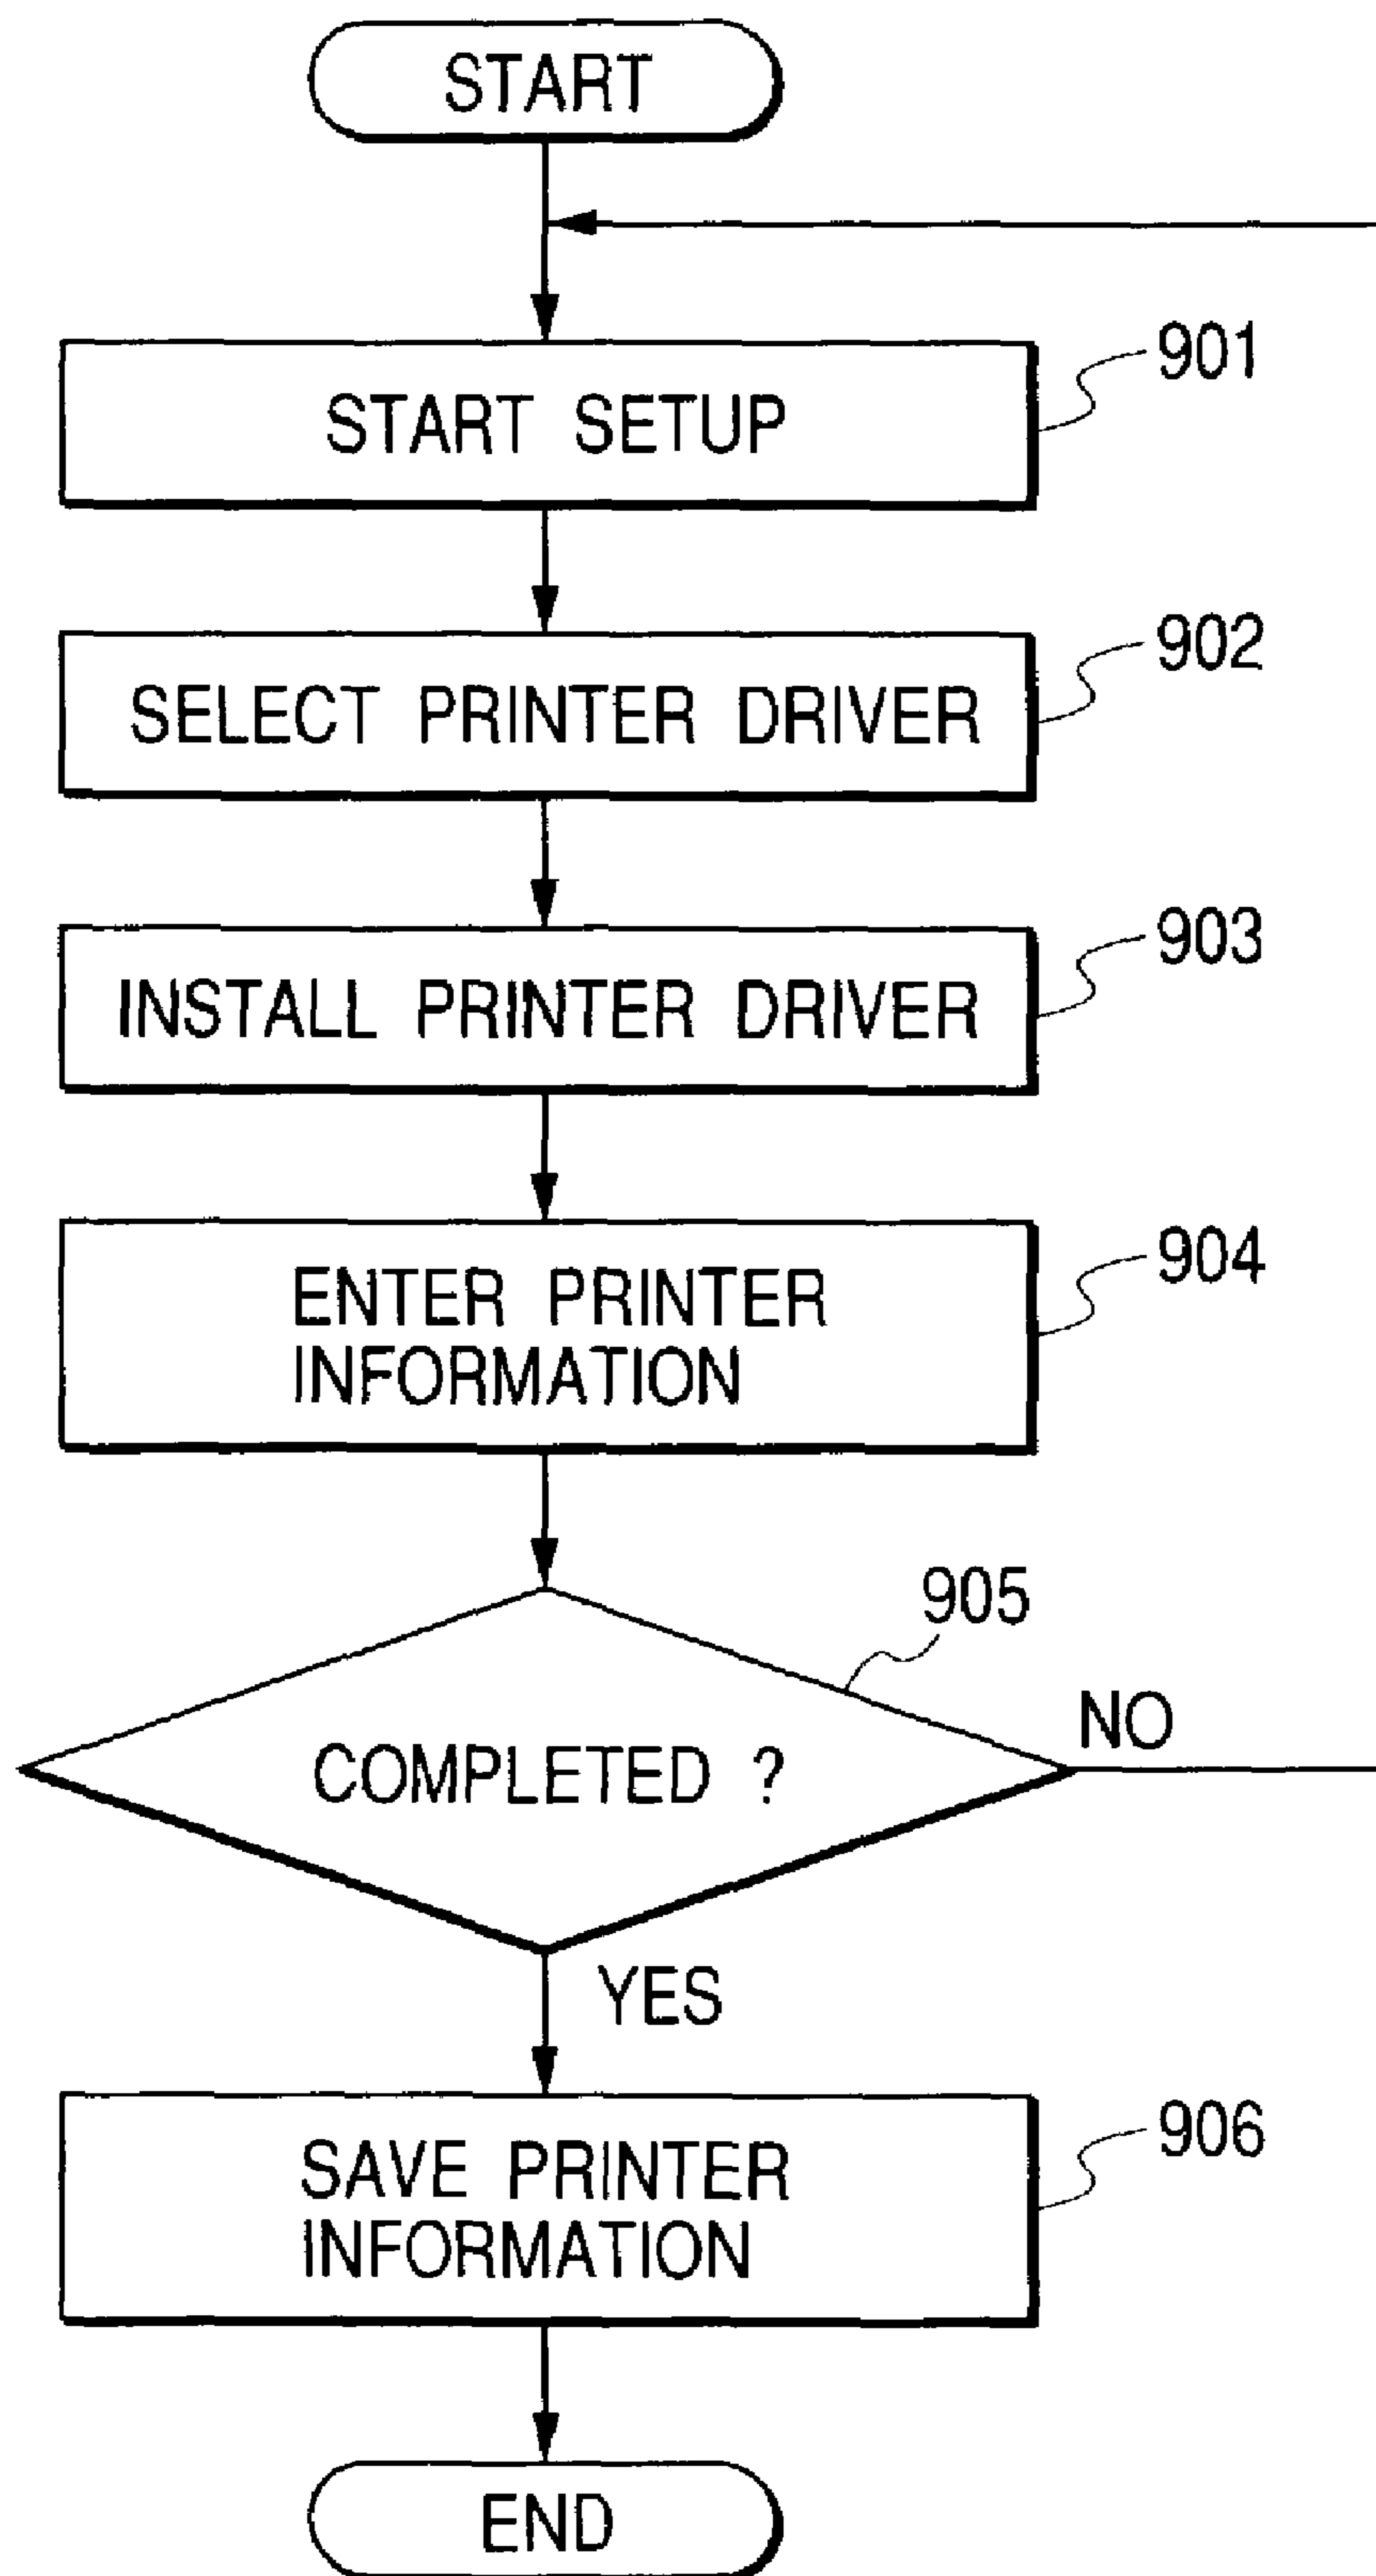 START
START SETUP
901
SELECT PRINTER DRIVER
902
INSTALL PRINTER DRIVER
903
ENTER PRINTER
INFORMATION
904
905
COMPLETED ?
NO
YES
SAVE PRINTER
INFORMATION
906
END